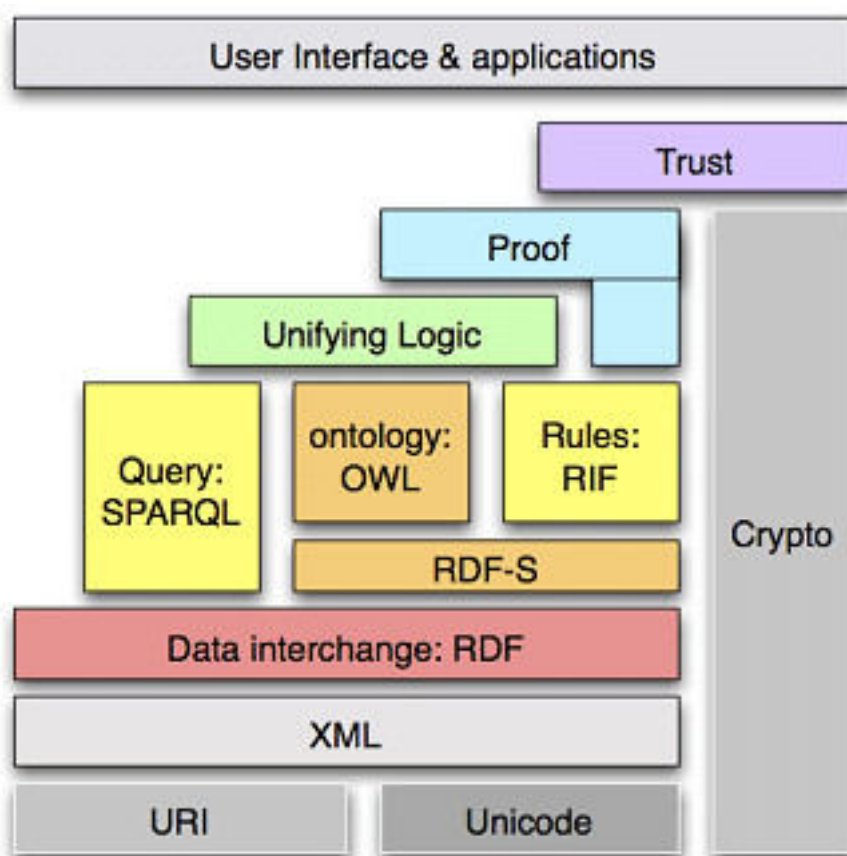 User Interface & applications
Trust
Proof
Unifying Logic
Query:
SPARQL
ontology:
OWL
Rules:
RIF
Crypto
RDF-S
Data interchange: RDF
XML
URI
Unicode